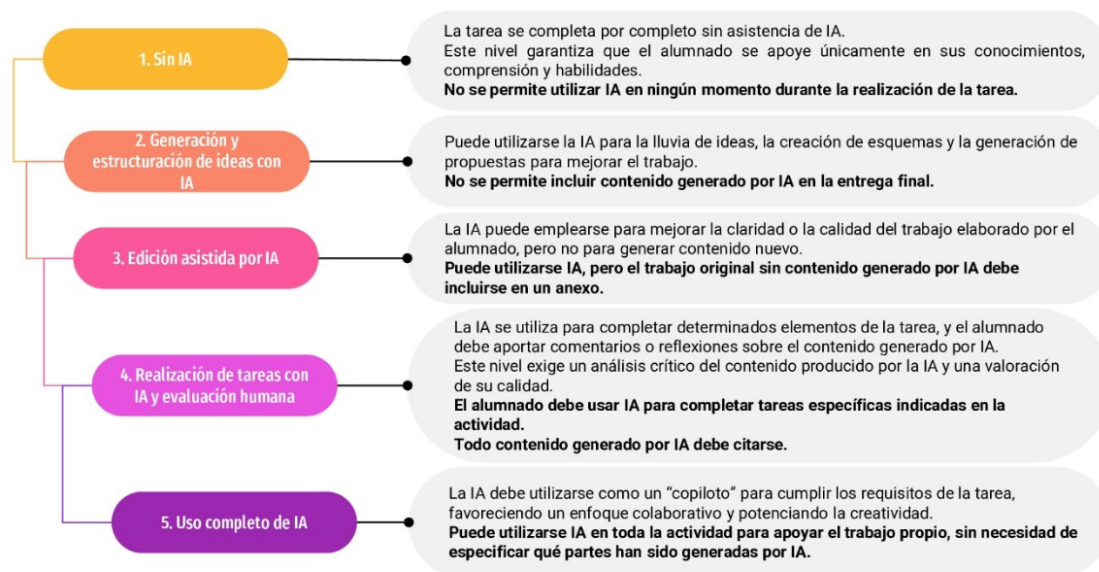 1. Sin IA
La tarea se completa por completo sin asistencia de IA.
Este nivel garantiza que el alumnado se apoye únicamente en sus conocimientos,
comprensión y habilidades.
No se permite utilizar IA en ningún momento durante la realización de la tarea.
2. Generación y
estructuración de ideas con
IA
Puede utilizarse la IA para la lluvia de ideas, la creación de esquemas y la generación de
propuestas para mejorar el trabajo.
No se permite incluir contenido generado por IA en la entrega final.
3. Edición asistida por IA
La IA puede emplearse para mejorar la claridad o la calidad del trabajo elaborado por el
alumnado, pero no para generar contenido nuevo.
Puede utilizarse IA, pero el trabajo original sin contenido generado por IA debe
incluirse en un anexo.
4. Realización de tareas con
IA y evaluación humana
La IA se utiliza para completar determinados elementos de la tarea, y el alumnado
debe aportar comentarios o reflexiones sobre el contenido generado por IA.
Este nivel exige un análisis crítico del contenido producido por la IA y una valoración
de su calidad.
El alumnado debe usar IA para completar tareas específicas indicadas en la
actividad.
Todo contenido generado por IA debe citarse.
5. Uso completo de IA
La IA debe utilizarse como un “copiloto” para cumplir los requisitos de la tarea,
favoreciendo un enfoque colaborativo y potenciando la creatividad.
Puede utilizarse IA en toda la actividad para apoyar el trabajo propio, sin necesidad de
especificar qué partes han sido generadas por IA.